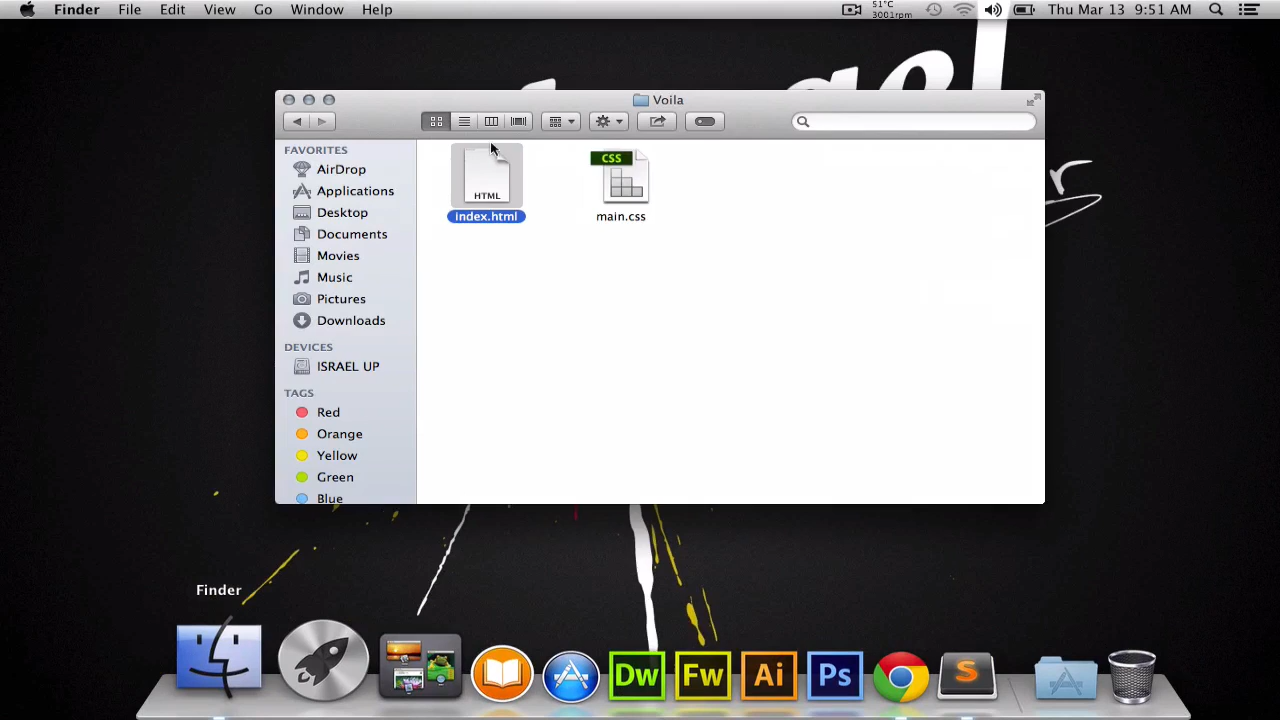 Finder File Edit View Go Window Help 51°C 3001rpm Thu Mar 13 9:51 AM
Voila
FAVORITES
AirDrop
Applications
Desktop
Documents
Movies
Music
Pictures
Downloads
DEVICES
ISRAEL UP
TAGS
Red
Orange
Yellow
Green
Blue
HTML
index.html
CSS
main.css
Finder
Dw Fw Ai Ps S